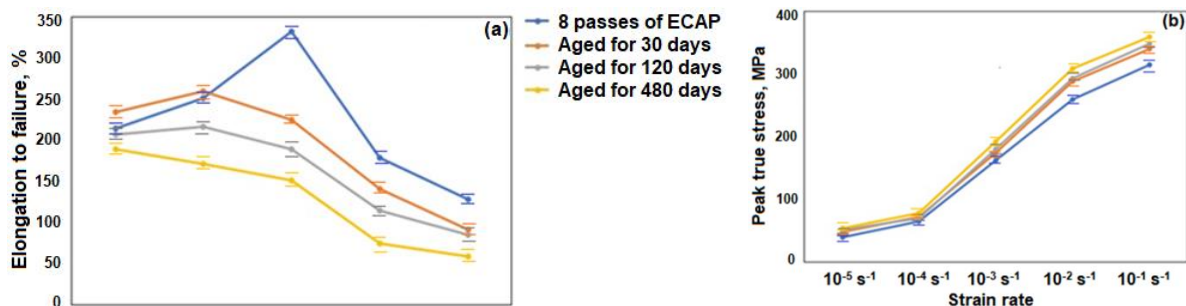 350
300
250
200
150
100
50
0
Elongation to failure, %
(a)
8 passes of ECAP
Aged for 30 days
Aged for 120 days
Aged for 480 days
400
300
200
100
0
Peak true stress, MPa
(b)
10⁻⁵ s⁻¹ 10⁻⁴ s⁻¹ 10⁻³ s⁻¹ 10⁻² s⁻¹ 10⁻¹ s⁻¹
Strain rate